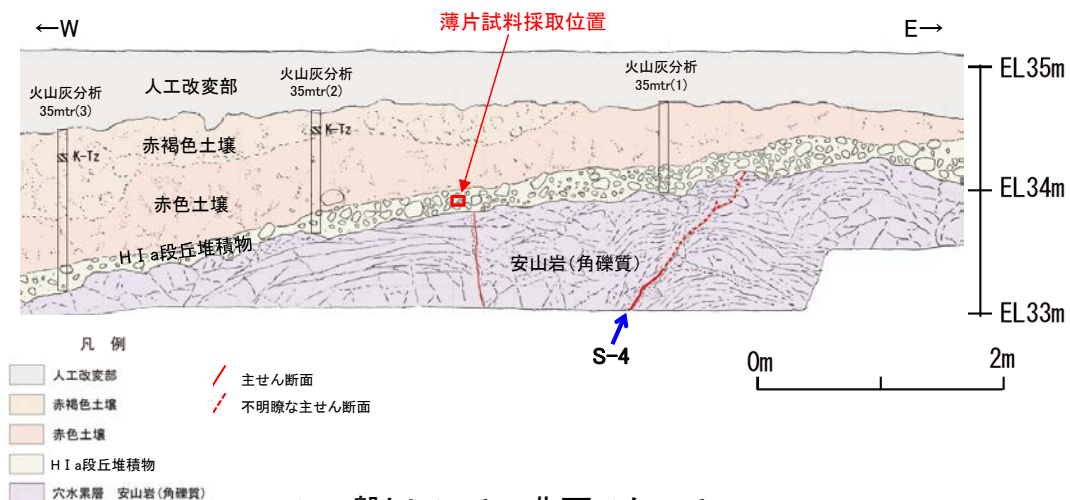 ←W
薄片試料採取位置
E→
火山灰分析
35mtr(3)
人工改変部
火山灰分析
35mtr(2)
火山灰分析
35mtr(1)
EL35m
K-Tz
K-Tz
赤褐色土壌
赤色土壌
HⅠa段丘堆積物
安山岩(角礫質)
EL34m
EL33m
S-4
0m
2m
凡 例
人工改変部
赤褐色土壌
赤色土壌
HⅠa段丘堆積物
穴水累層 安山岩(角礫質)
主せん断面
不明瞭な主せん断面